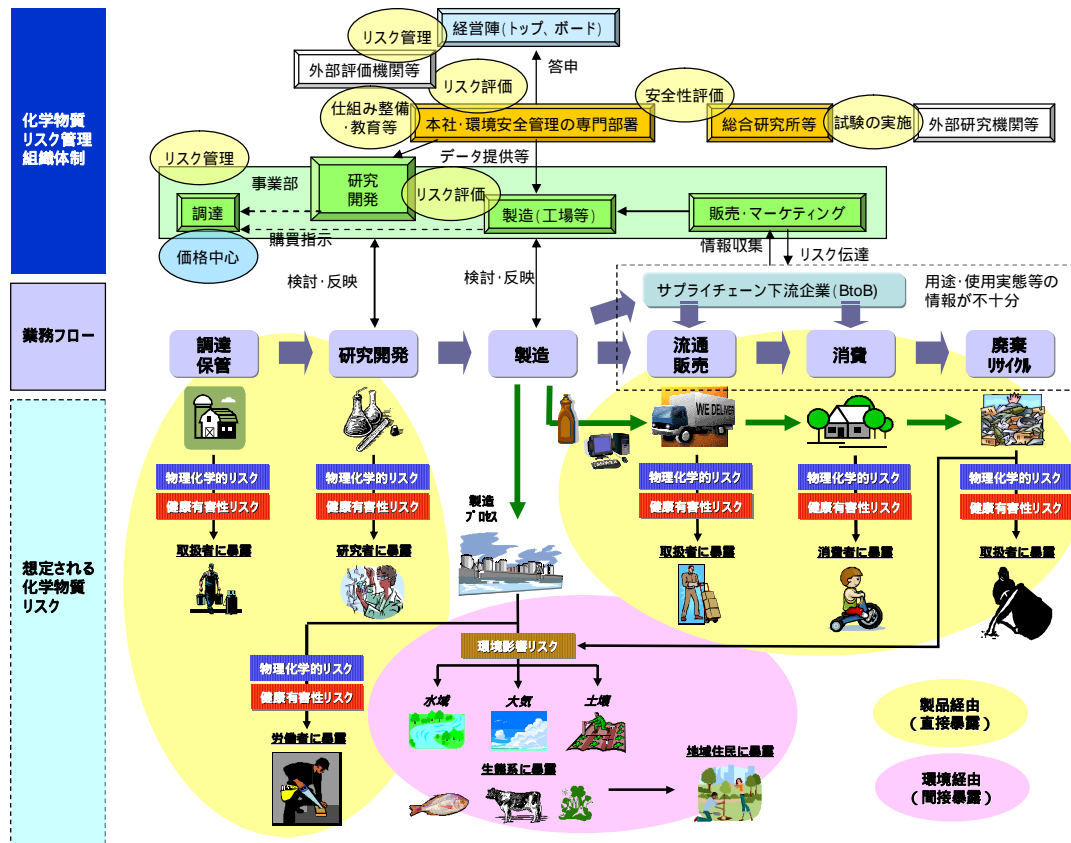 化学物質
リスク管理
組織体制
リスク管理
経営陣(トップ、ボード)
外部評価機関等
答申
リスク評価
仕組み整備
・教育等
本社・環境安全管理の専門部署
安全性評価
総合研究所等
試験の実施
外部研究機関等
リスク管理
データ提供等
事業部
研究
開発
リスク評価
調達
製造(工場等)
販売・マーケティング
購買指示
価格中心
情報収集
リスク伝達
検討・反映
検討・反映
サプライチェーン下流企業(BtoB)
用途・使用実態等の
情報が不十分
業務フロー
調達
保管
研究開発
製造
流通
販売
消費
廃棄
リサイクル
WE DELIVER
想定される
化学物質
リスク
物理化学的リスク
健康有害性リスク
取扱者に暴露
物理化学的リスク
健康有害性リスク
研究者に暴露
製造
プロセス
物理化学的リスク
健康有害性リスク
取扱者に暴露
物理化学的リスク
健康有害性リスク
消費者に暴露
物理化学的リスク
健康有害性リスク
取扱者に暴露
環境影響リスク
物理化学的リスク
健康有害性リスク
労働者に暴露
水域
大気
土壌
生態系に暴露
地域住民に暴露
製品経由
(直接暴露)
環境経由
(間接暴露)